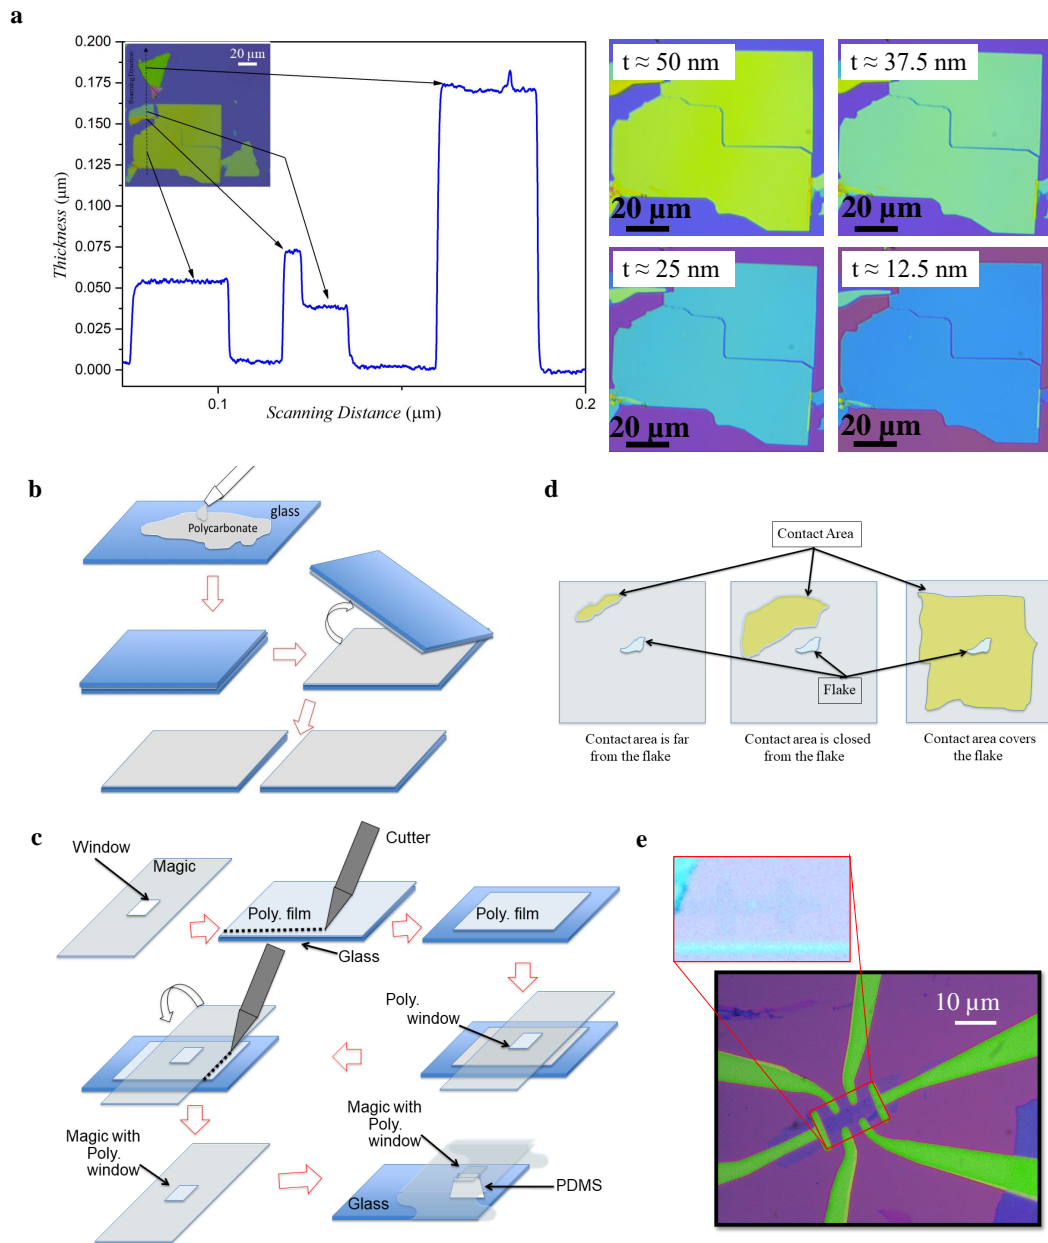 a
0.200
0.175
0.150
0.125
0.100
0.075
0.050
0.025
0.000
Thickness (µm)
0.1
0.2
Scanning Distance (µm)
Scanning Direction
20 µm
t ≈ 50 nm
20 µm
t ≈ 37.5 nm
20 µm
t ≈ 25 nm
20 µm
t ≈ 12.5 nm
20 µm
b
glass
Polycarbonate
d
Contact Area
Flake
Contact area is far
from the flake
Contact area is closed
from the flake
Contact area covers
the flake
c
Window
Magic
Cutter
Poly. film
Glass
Poly. film
Poly.
window
Magic with
Poly.
window
Magic with
Poly.
window
PDMS
Glass
e
10 µm